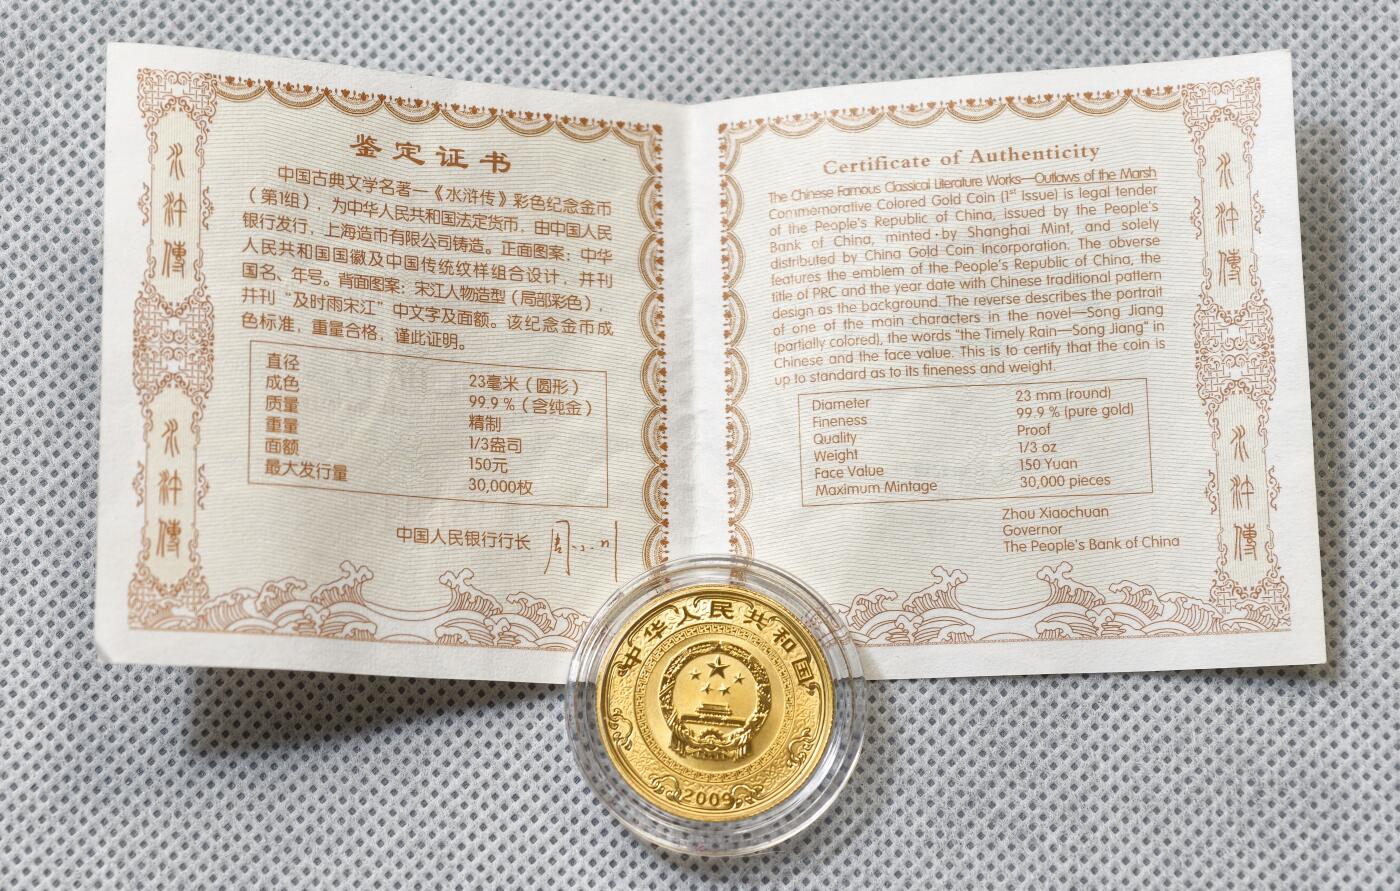 水浒傳
水浒傳
鉴定证书
中国古典文学名著—《水浒传》彩色纪念金币
（第1组），为中华人民共和国法定货币，由中国人民
银行发行，上海造币有限公司铸造。正面图案：中华
人民共和国国徽及中国传统纹样组合设计，并刊
国名、年号。背面图案：宋江人物造型（局部彩色），
并刊“及时雨宋江”中文字及面额。该纪念金币成
色标准，重量合格，谨此证明。
直径 23毫米（圆形）
成色 99.9％（含纯金）
质量 精制
重量 1/3盎司
面额 150元
最大发行量 30,000枚
中国人民银行行长 周小川
Certificate of Authenticity
The Chinese Famous Classical Literature Works—Outlaws of the Marsh
Commemorative Colored Gold Coin (1st Issue) is legal tender
of the People's Republic of China, issued by the People's
Bank of China, minted by Shanghai Mint, and solely
distributed by China Gold Coin Incorporation. The obverse
features the emblem of the People's Republic of China, the
title of PRC and the year date with Chinese traditional pattern
design as the background. The reverse describes the portrait
of one of the main characters in the novel—Song Jiang
(partially colored), the words "the Timely Rain—Song Jiang" in
Chinese and the face value. This is to certify that the coin is
up to standard as to its fineness and weight.
Diameter 23 mm (round)
Fineness 99.9 % (pure gold)
Quality Proof
Weight 1/3 oz
Face Value 150 Yuan
Maximum Mintage 30,000 pieces
Zhou Xiaochuan
Governor
The People's Bank of China
水浒傳
水浒傳
中华人民共和国
2009